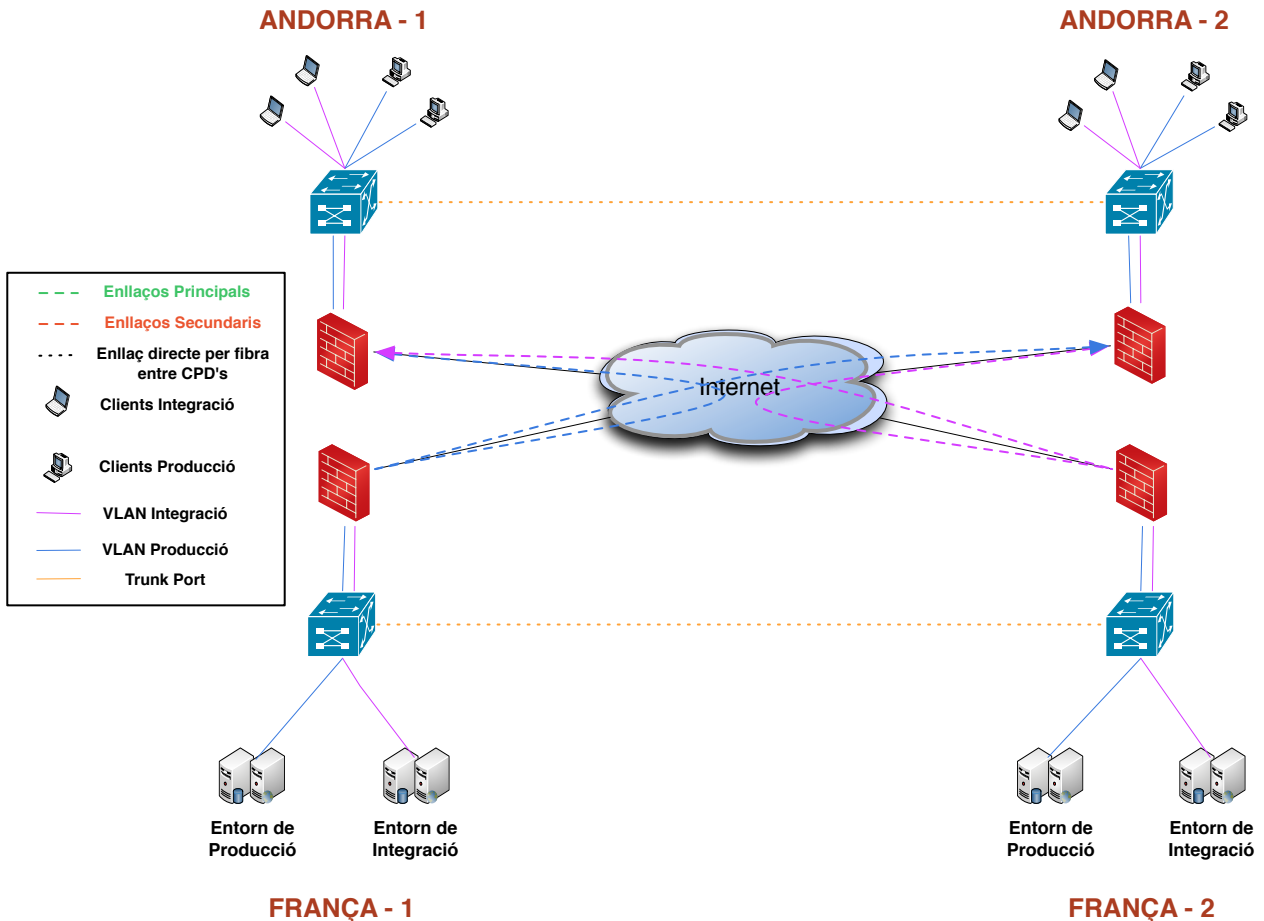 ANDORRA - 1
ANDORRA - 2
Enllaços Principals
Enllaços Secundaris
Enllaç directe per fibra
entre CPD's
Clients Integració
Clients Producció
VLAN Integració
VLAN Producció
Trunk Port
Internet
Entorn de
Producció
Entorn de
Integració
Entorn de
Producció
Entorn de
Integració
FRANÇA - 1
FRANÇA - 2